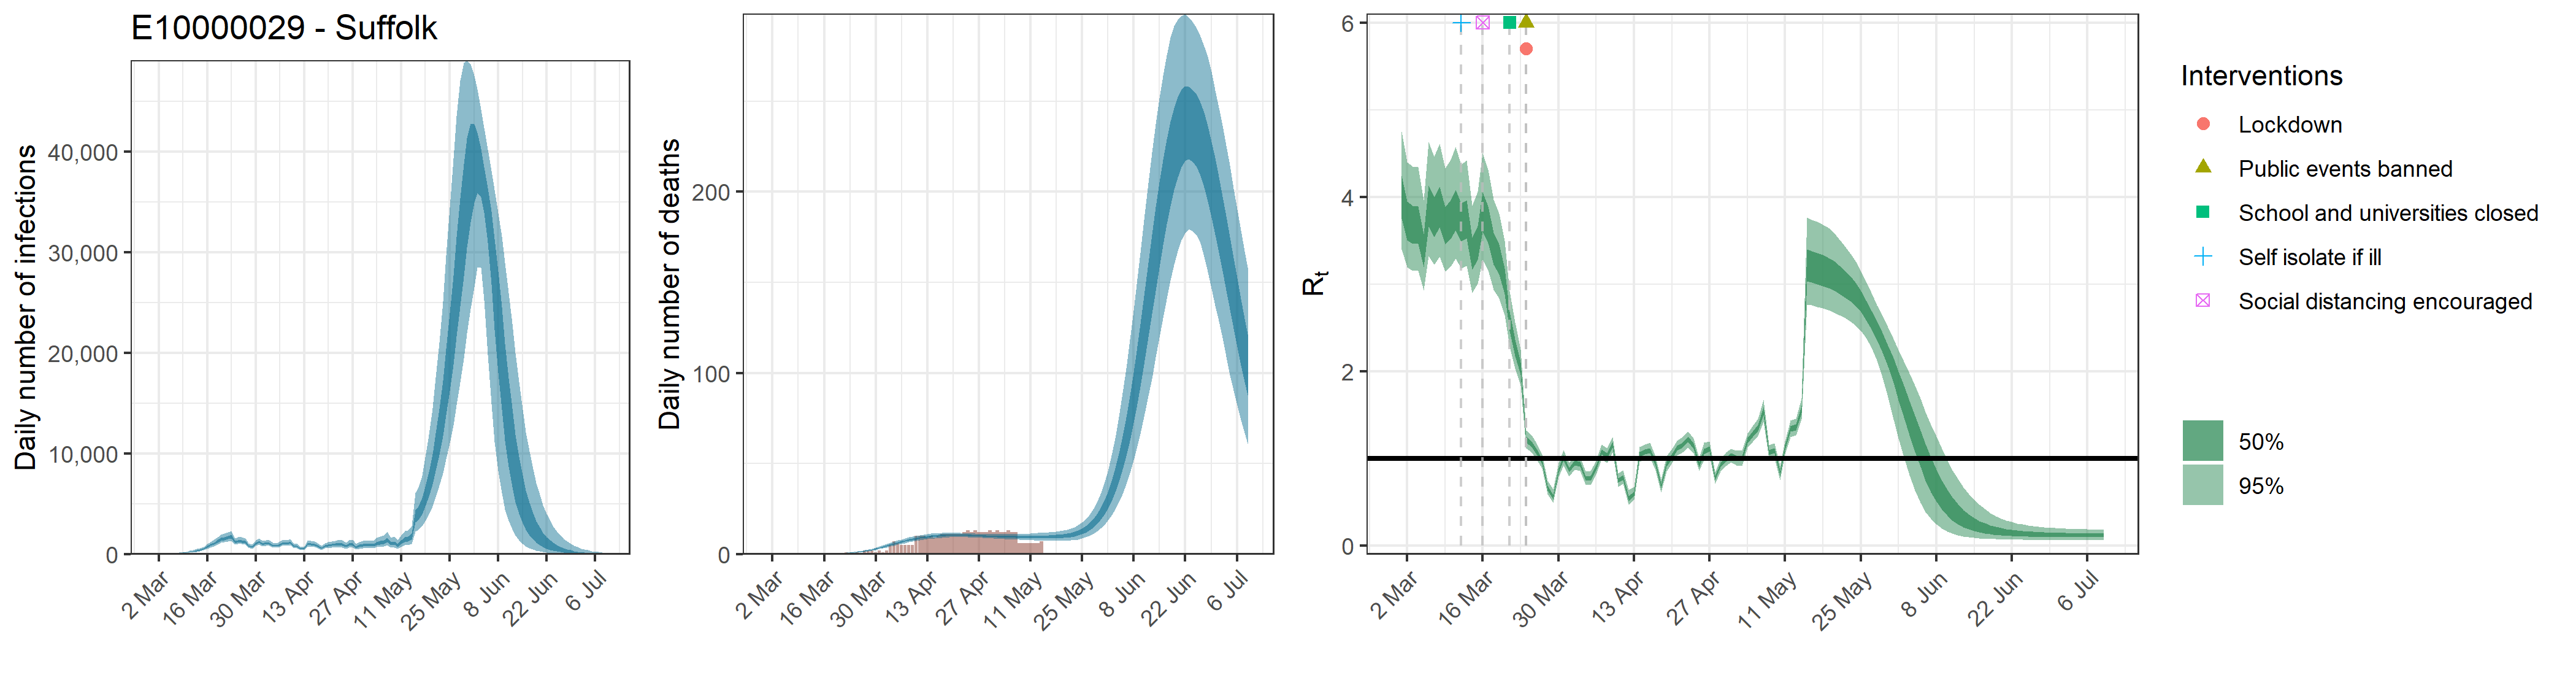 E10000029 - Suffolk
Daily number of infections
40,000
30,000
20,000
10,000
0
2 Mar
16 Mar
30 Mar
13 Apr
27 Apr
11 May
25 May
8 Jun
22 Jun
6 Jul
Daily number of deaths
200
100
0
2 Mar
16 Mar
30 Mar
13 Apr
27 Apr
11 May
25 May
8 Jun
22 Jun
6 Jul
Rt
6
4
2
0
2 Mar
16 Mar
30 Mar
13 Apr
27 Apr
11 May
25 May
8 Jun
22 Jun
6 Jul
Interventions
Lockdown
Public events banned
School and universities closed
Self isolate if ill
Social distancing encouraged
50%
95%